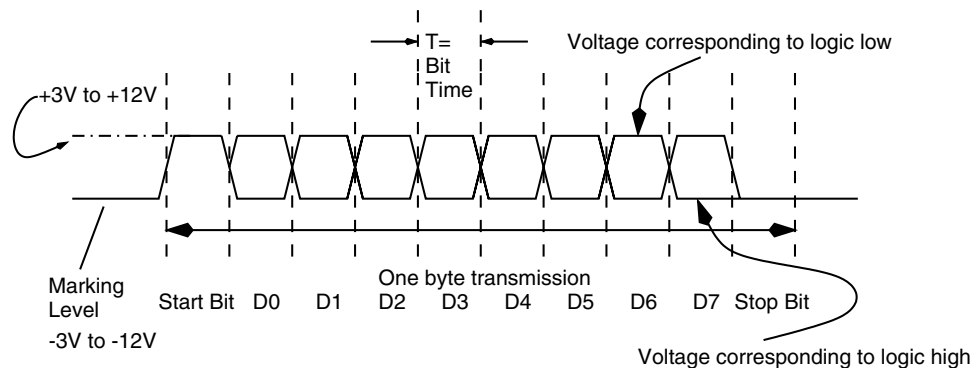 T=
Bit
Time
Voltage corresponding to logic low
+3V to +12V
One byte transmission
Marking
Level
-3V to -12V
Start Bit D0 D1 D2 D3 D4 D5 D6 D7 Stop Bit
Voltage corresponding to logic high